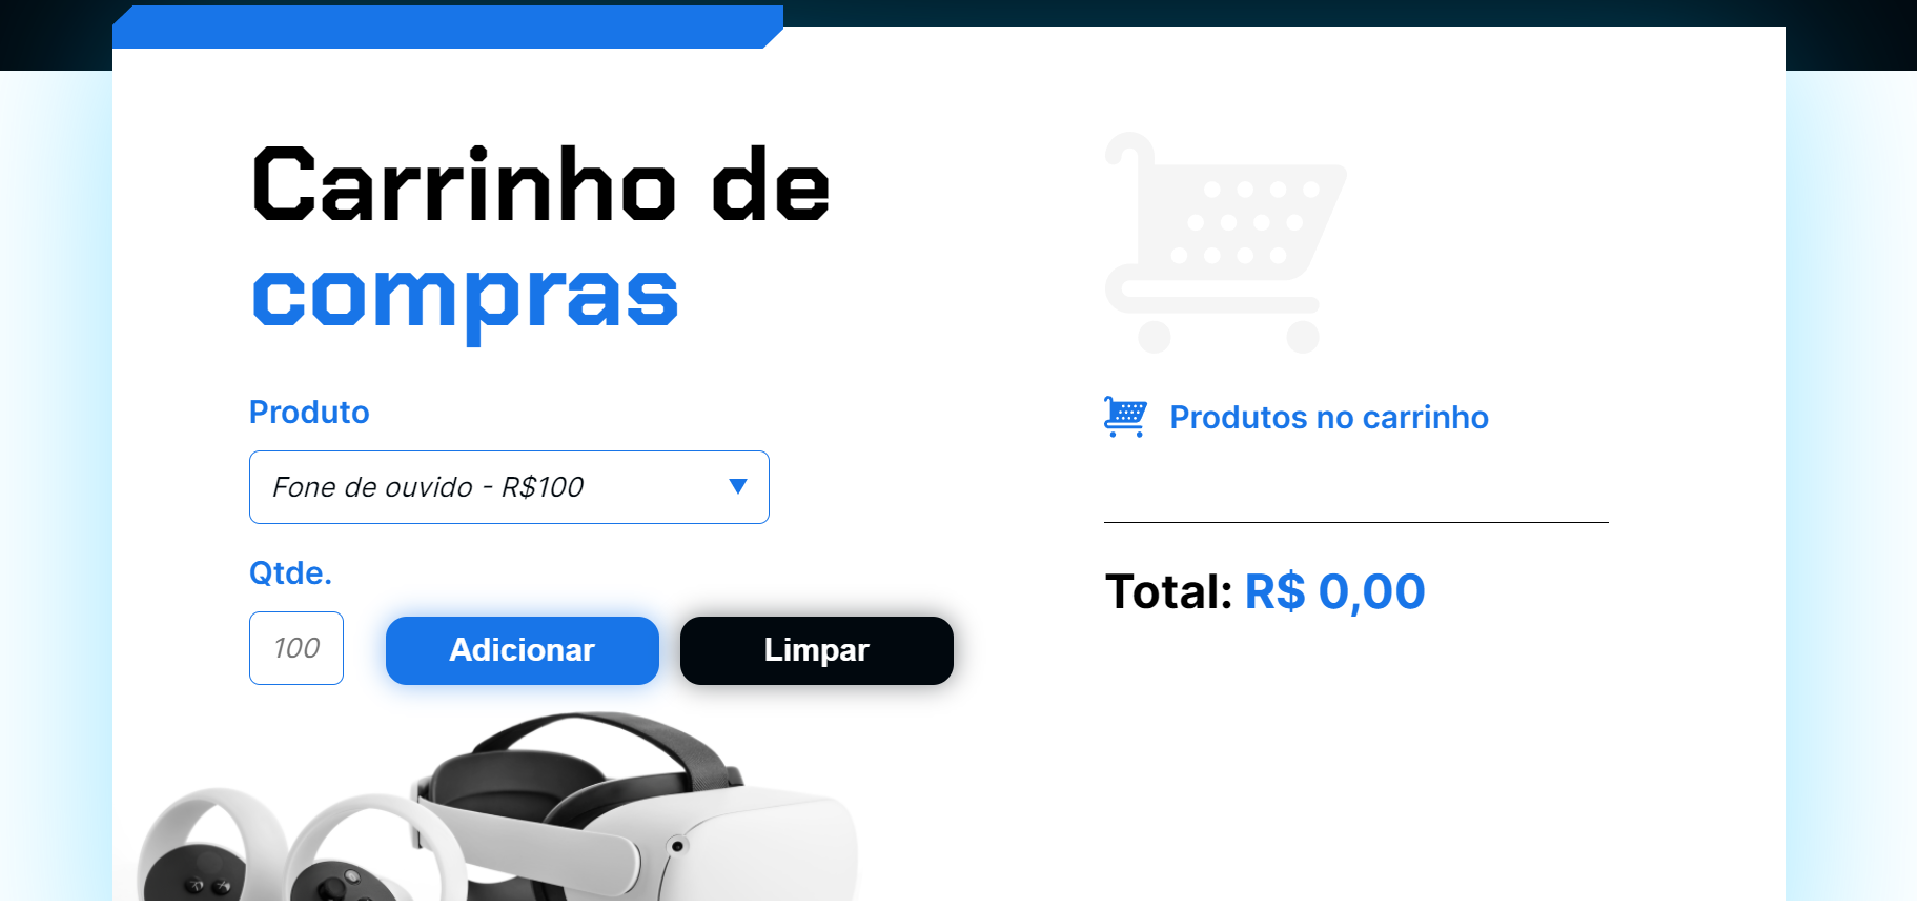 Carrinho de
compras
Produto
Fone de ouvido - R$100
Qtde.
100
Adicionar
Limpar
Produtos no carrinho
Total: R$ 0,00